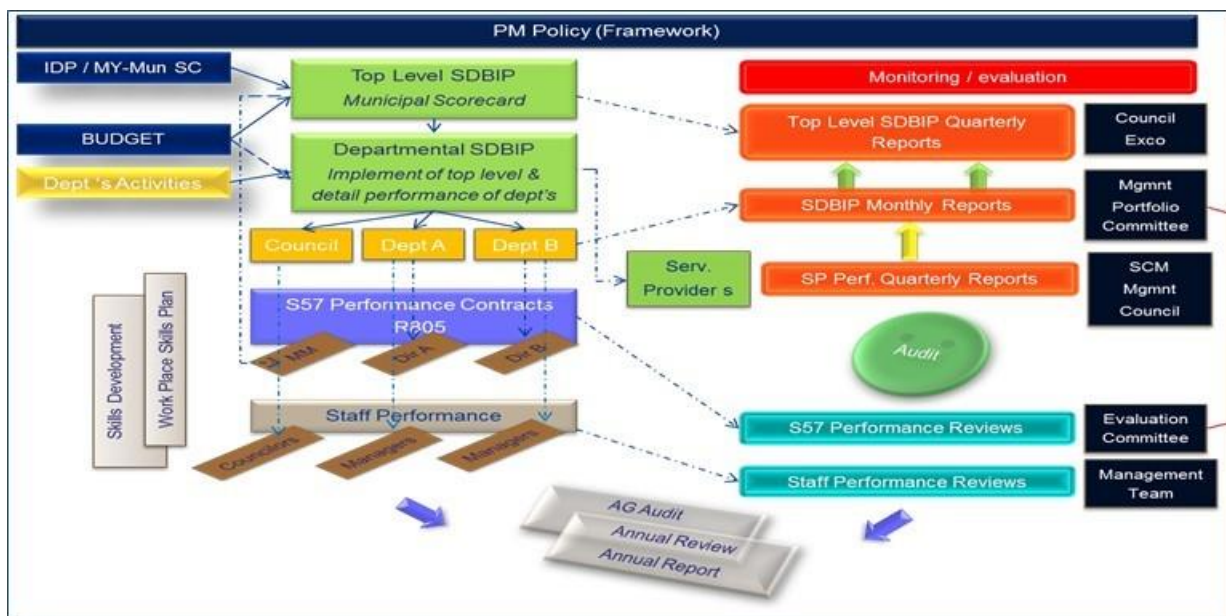 PM Policy (Framework)
IDP / MY-Mun SC
BUDGET
Dept 's Activities
Top Level SDBIP
Municipal Scorecard
Departmental SDBIP
Implement of top level &
detail performance of dept's
Council
Dept A
Dept B
Serv.
Provider s
S57 Performance Contracts
R805
MM
Dir A
Dir B
Staff Performance
Councilors
Managers
Managers
Skills Development
Work Place Skills Plan
Monitoring / evaluation
Top Level SDBIP Quarterly
Reports
Council
Exco
SDBIP Monthly Reports
Mgmnt
Portfolio
Committee
SP Perf. Quarterly Reports
SCM
Mgmnt
Council
Audit
S57 Performance Reviews
Evaluation
Committee
Staff Performance Reviews
Management
Team
AG Audit
Annual Review
Annual Report